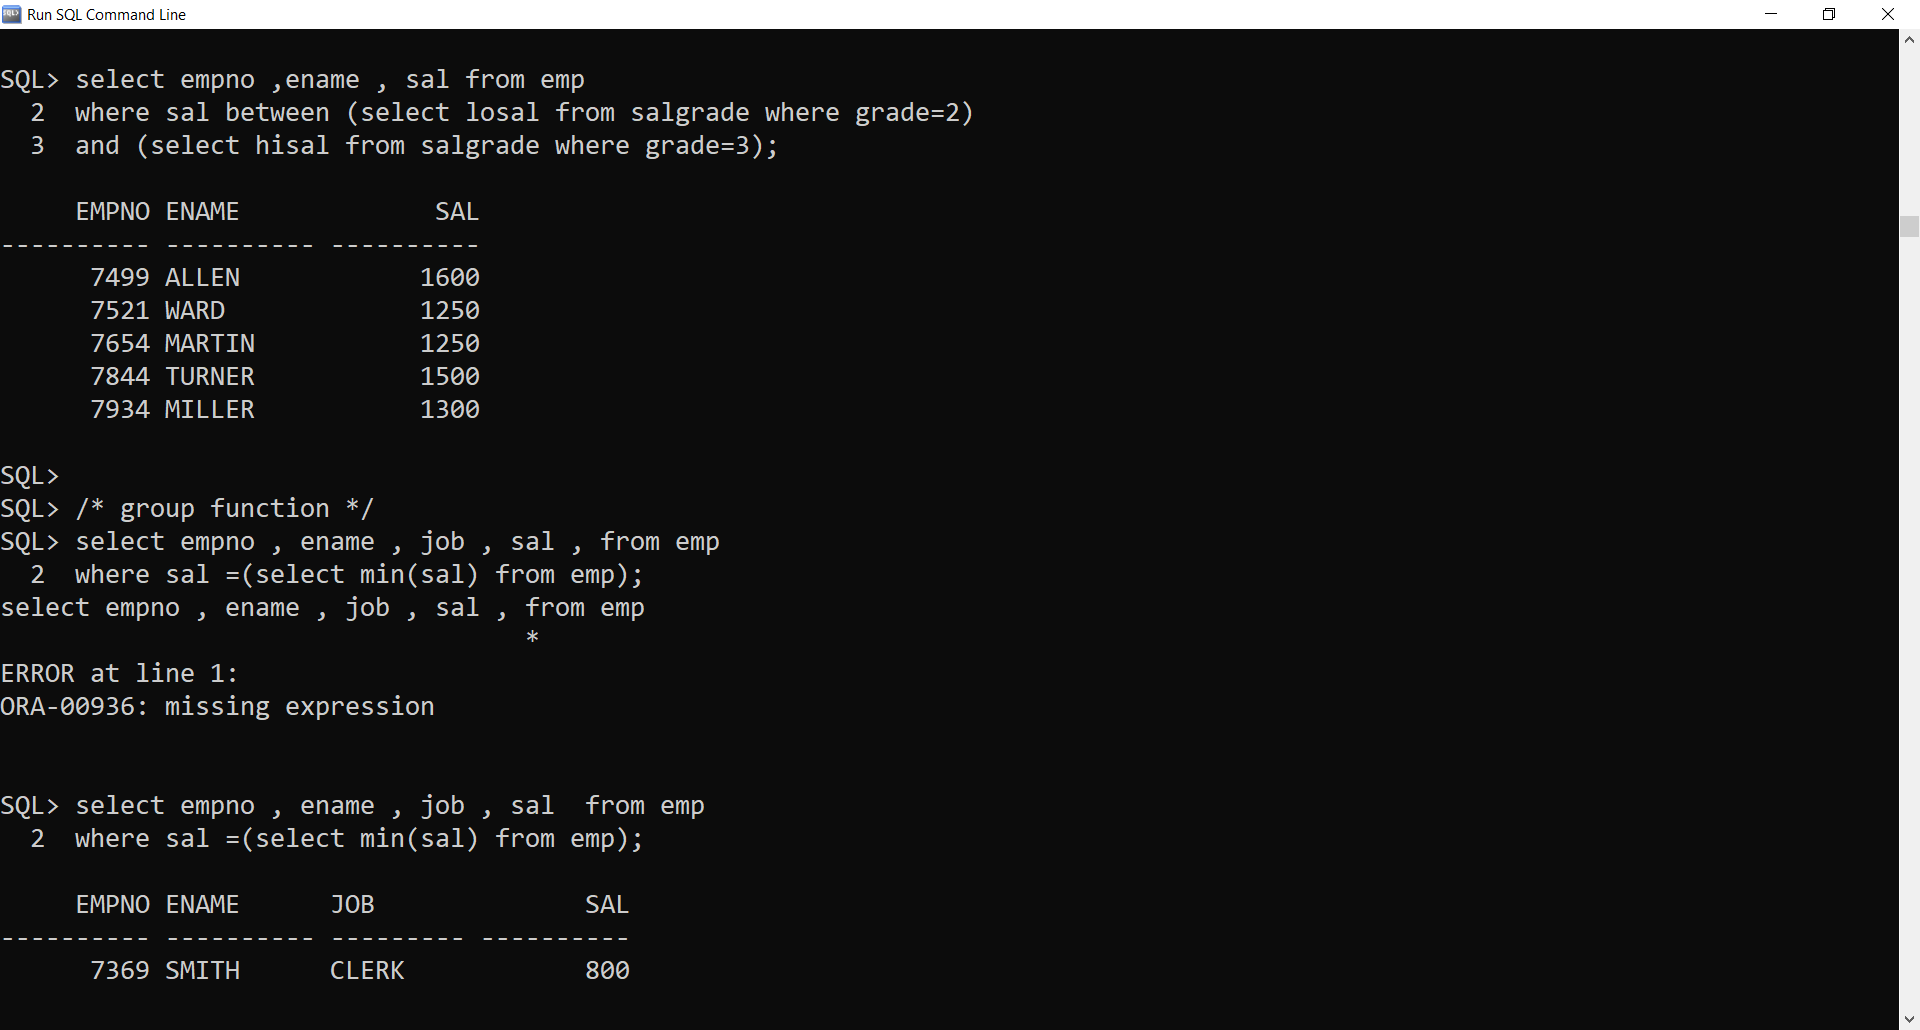 Run SQL Command Line
SQL> select empno ,ename , sal from emp
  2  where sal between (select losal from salgrade where grade=2)
  3  and (select hisal from salgrade where grade=3);
     EMPNO ENAME             SAL
---------- ---------- ----------
      7499 ALLEN            1600
      7521 WARD             1250
      7654 MARTIN           1250
      7844 TURNER           1500
      7934 MILLER           1300
SQL>
SQL> /* group function */
SQL> select empno , ename , job , sal , from emp
  2  where sal =(select min(sal) from emp);
select empno , ename , job , sal , from emp
                                   *
ERROR at line 1:
ORA-00936: missing expression
SQL> select empno , ename , job , sal  from emp
  2  where sal =(select min(sal) from emp);
     EMPNO ENAME      JOB              SAL
---------- ---------- --------- ----------
      7369 SMITH      CLERK            800